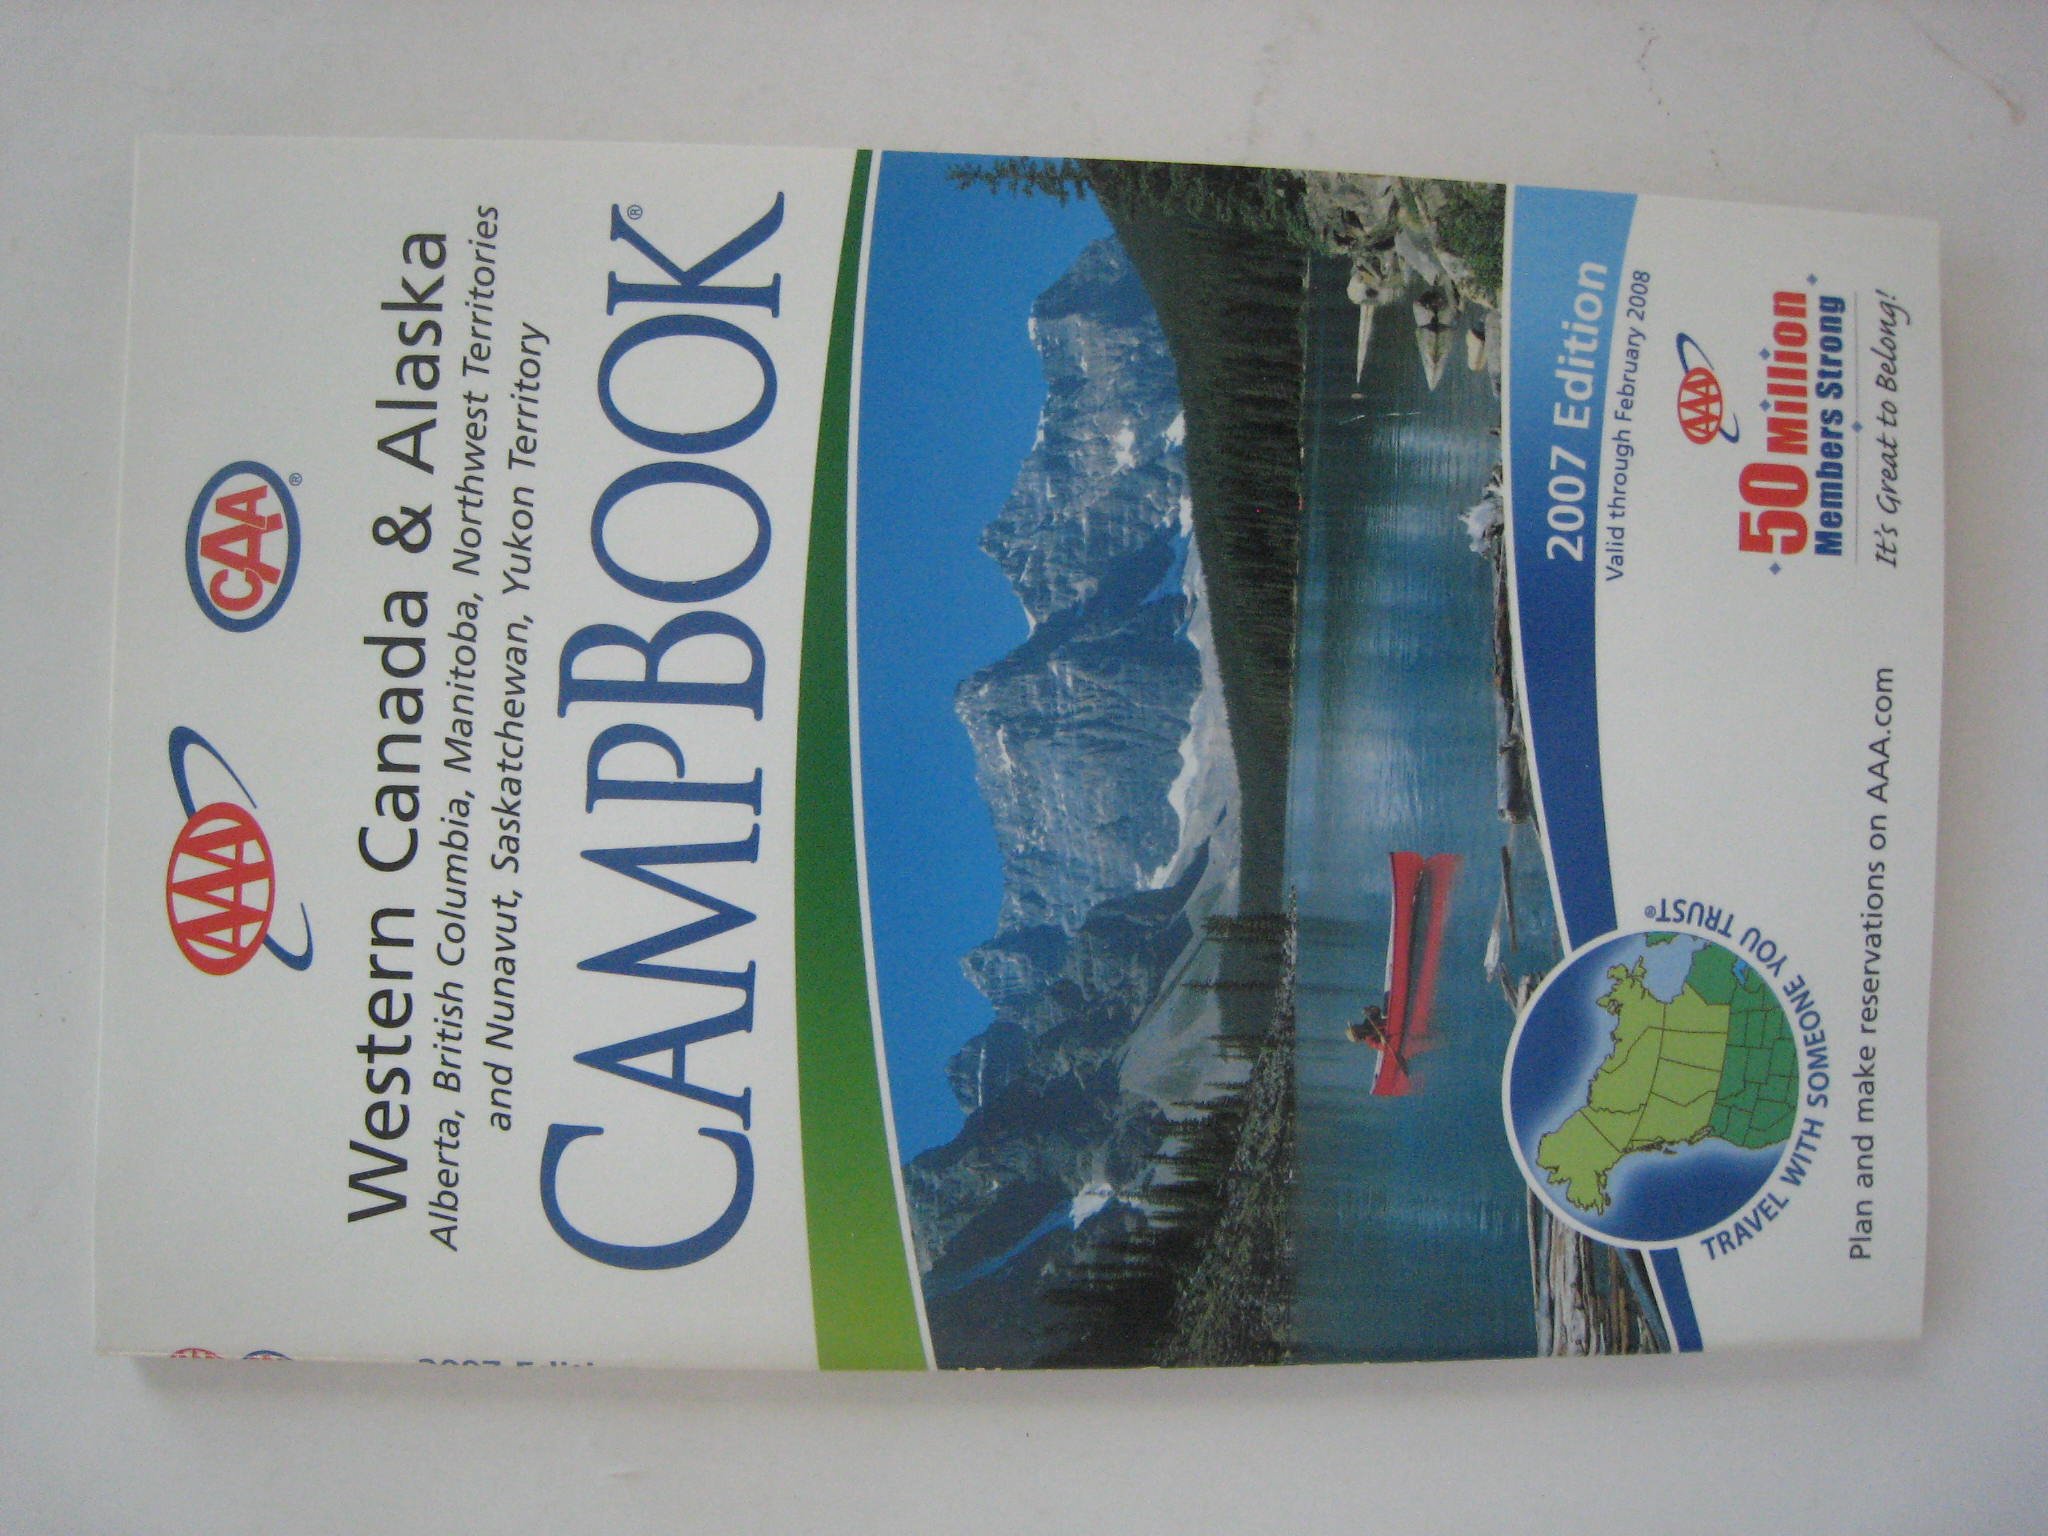 AAA
CAA®
Western Canada & Alaska
Alberta, British Columbia, Manitoba, Northwest Territories
and Nunavut, Saskatchewan, Yukon Territory
CAMPBOOK®
2007 Edition
Valid through February 2008
TRAVEL WITH SOMEONE YOU TRUST®
AAA
50 Million
Members Strong
It's Great to Belong!
Plan and make reservations on AAA.com